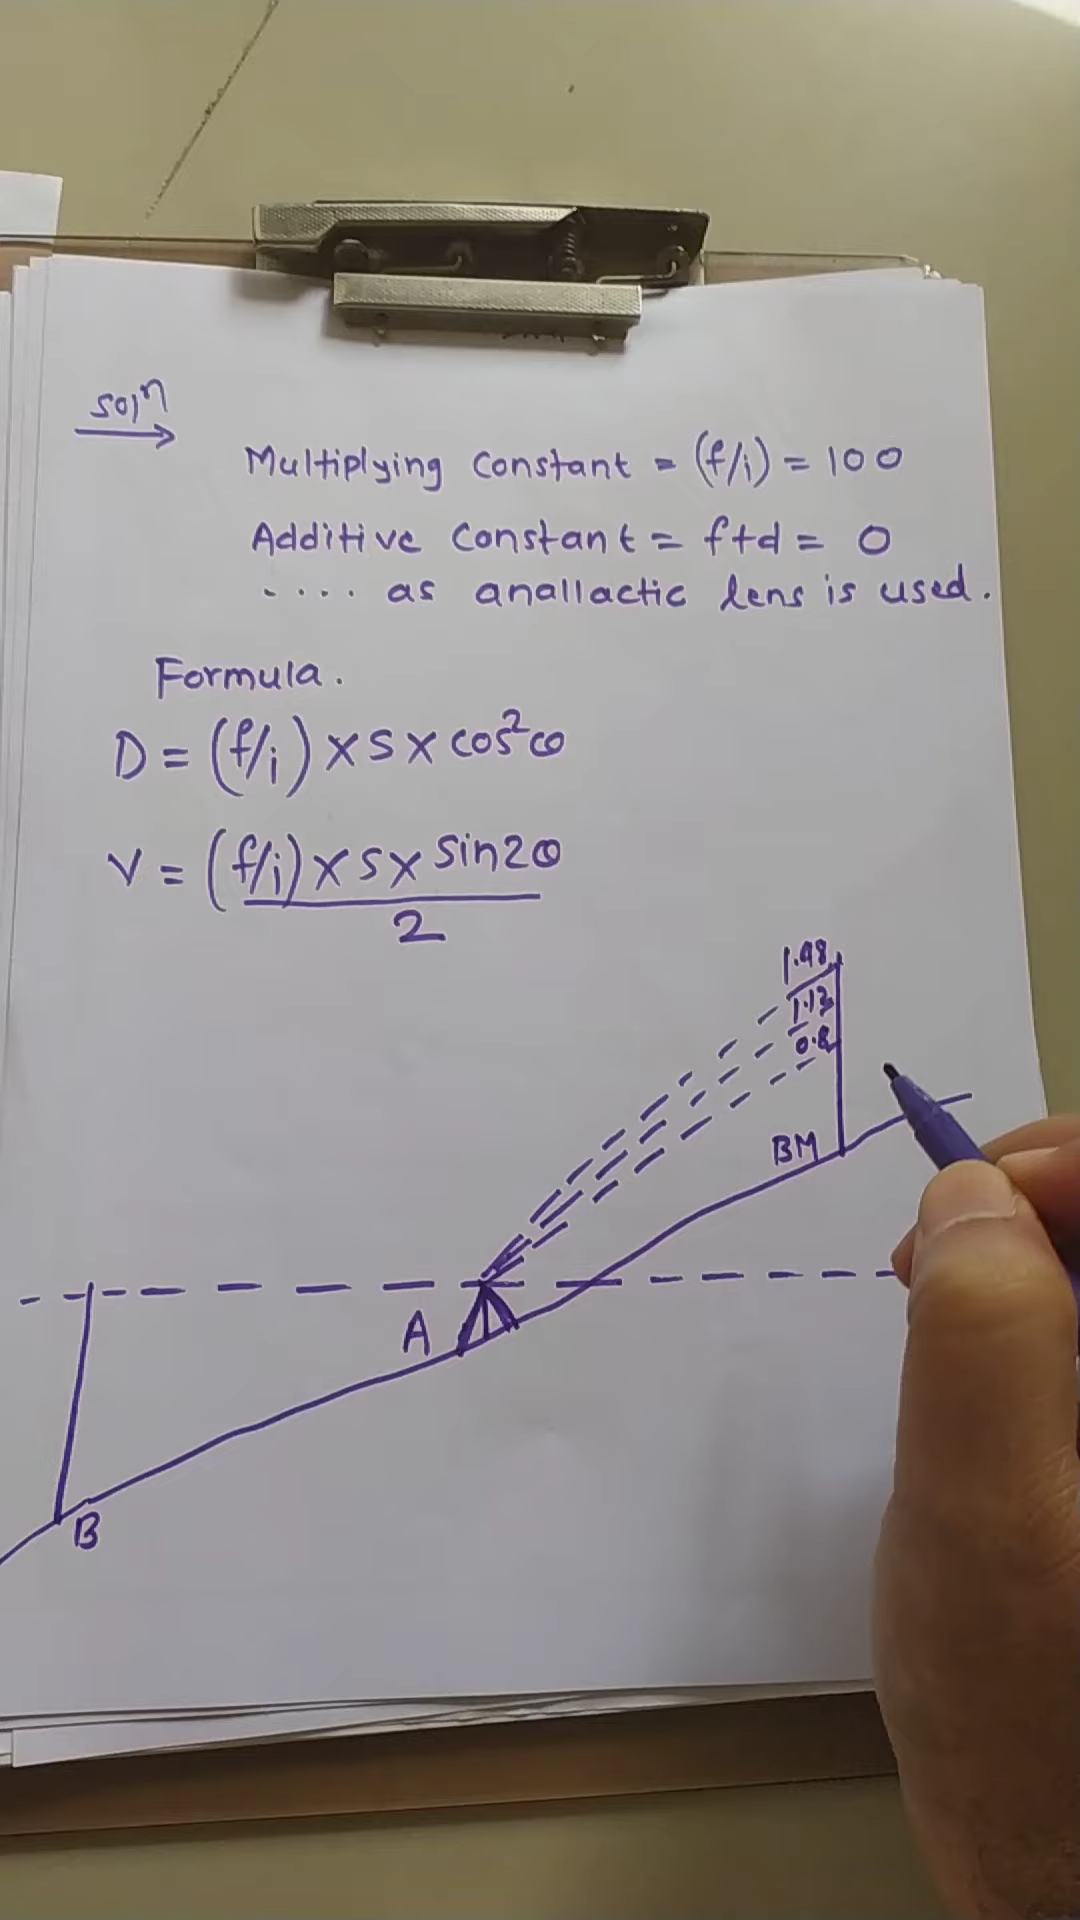 soln
Multiplying Constant = (f/i) = 100
Additive Constant = f+d = 0
.... as anallactic lens is used.
Formula.
D = (f/i) × S × cos²θ
V = (f/i) × S × sin2θ
2
1.48
1.13
0.8
BM
A
B